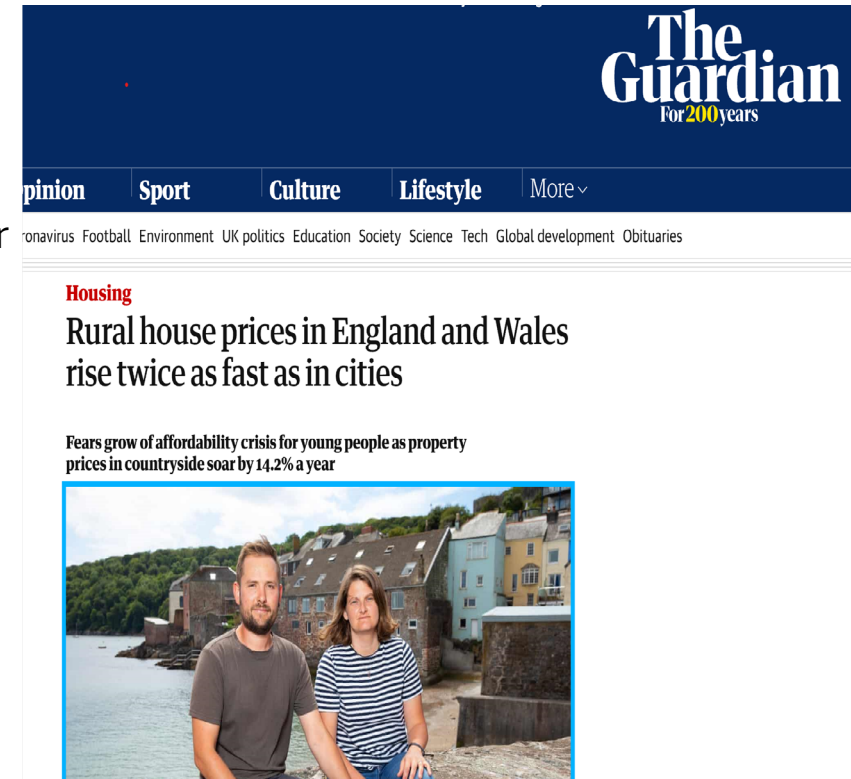 The
Guardian
For 200 years
pinion Sport Culture Lifestyle More
r
ronavirus Football Environment UK politics Education Society Science Tech Global development Obituaries
Housing
Rural house prices in England and Wales
rise twice as fast as in cities
Fears grow of affordability crisis for young people as property
prices in countryside soar by 14.2% a year